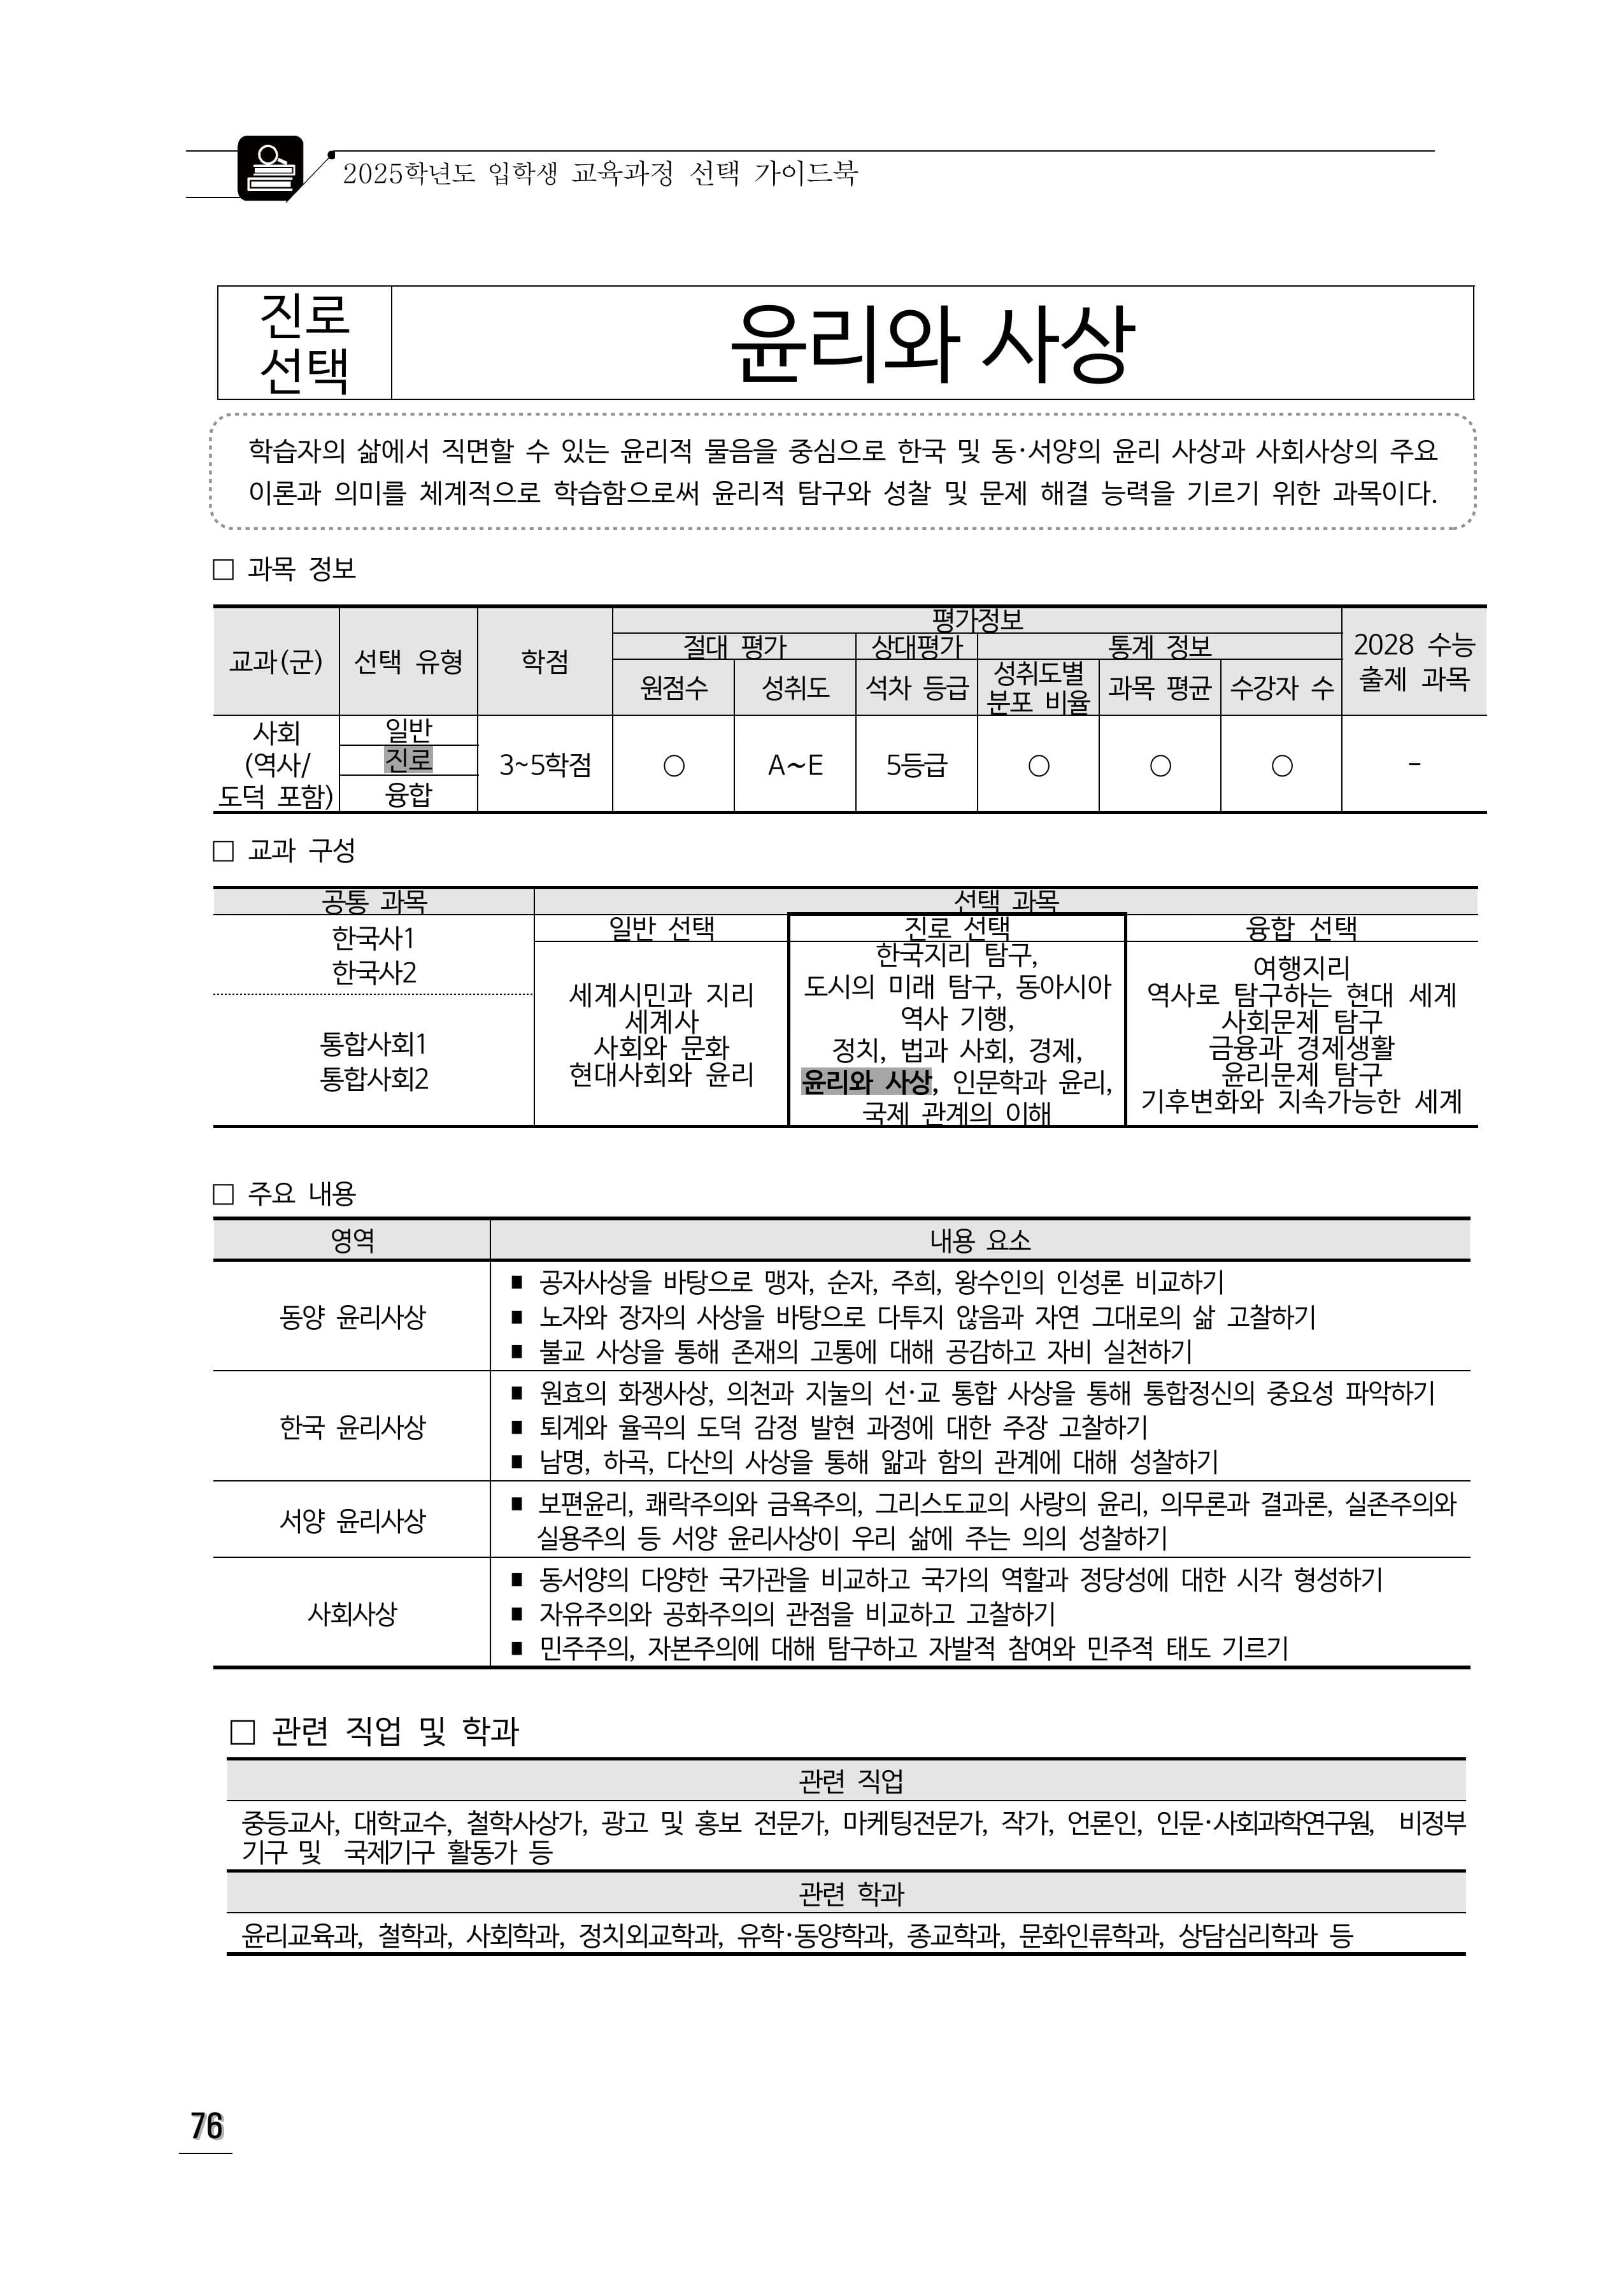 2025학년도 입학생 교육과정 선택 가이드북
진로
선택
윤리와 사상
학습자의 삶에서 직면할 수 있는 윤리적 물음을 중심으로 한국 및 동·서양의 윤리 사상과 사회사상의 주요
이론과 의미를 체계적으로 학습함으로써 윤리적 탐구와 성찰 및 문제 해결 능력을 기르기 위한 과목이다.
□ 과목 정보
교과(군) 선택 유형 학점 평가정보 2028 수능
출제 과목
절대 평가 상대평가 통계 정보
원점수 성취도 석차 등급 성취도별
분포 비율 과목 평균 수강자 수
사회
(역사/
도덕 포함)
일반
진로
융합
3~5학점 ○ A~E 5등급 ○ ○ ○ -
□ 교과 구성
공통 과목 선택 과목
한국사1
한국사2
통합사회1
통합사회2
일반 선택 진로 선택 융합 선택
세계시민과 지리
세계사
사회와 문화
현대사회와 윤리
한국지리 탐구,
도시의 미래 탐구, 동아시아
역사 기행,
정치, 법과 사회, 경제,
윤리와 사상, 인문학과 윤리,
국제 관계의 이해
여행지리
역사로 탐구하는 현대 세계
사회문제 탐구
금융과 경제생활
윤리문제 탐구
기후변화와 지속가능한 세계
□ 주요 내용
영역 내용 요소
동양 윤리사상
■ 공자사상을 바탕으로 맹자, 순자, 주희, 왕수인의 인성론 비교하기
■ 노자와 장자의 사상을 바탕으로 다투지 않음과 자연 그대로의 삶 고찰하기
■ 불교 사상을 통해 존재의 고통에 대해 공감하고 자비 실천하기
한국 윤리사상
■ 원효의 화쟁사상, 의천과 지눌의 선·교 통합 사상을 통해 통합정신의 중요성 파악하기
■ 퇴계와 율곡의 도덕 감정 발현 과정에 대한 주장 고찰하기
■ 남명, 하곡, 다산의 사상을 통해 앎과 함의 관계에 대해 성찰하기
서양 윤리사상
■ 보편윤리, 쾌락주의와 금욕주의, 그리스도교의 사랑의 윤리, 의무론과 결과론, 실존주의와
실용주의 등 서양 윤리사상이 우리 삶에 주는 의의 성찰하기
사회사상
■ 동서양의 다양한 국가관을 비교하고 국가의 역할과 정당성에 대한 시각 형성하기
■ 자유주의와 공화주의의 관점을 비교하고 고찰하기
■ 민주주의, 자본주의에 대해 탐구하고 자발적 참여와 민주적 태도 기르기
□ 관련 직업 및 학과
관련 직업
중등교사, 대학교수, 철학사상가, 광고 및 홍보 전문가, 마케팅전문가, 작가, 언론인, 인문·사회과학연구원, 비정부
기구 및 국제기구 활동가 등
관련 학과
윤리교육과, 철학과, 사회학과, 정치외교학과, 유학·동양학과, 종교학과, 문화인류학과, 상담심리학과 등
76